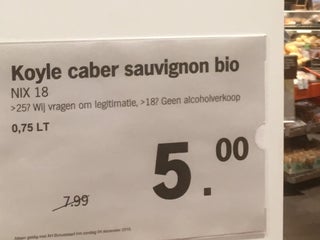 Koyle caber sauvignon bio
NIX 18
>25? Wij vragen om legitimatie, >18? Geen alcoholverkoop
0,75 LT
5.00
7.99